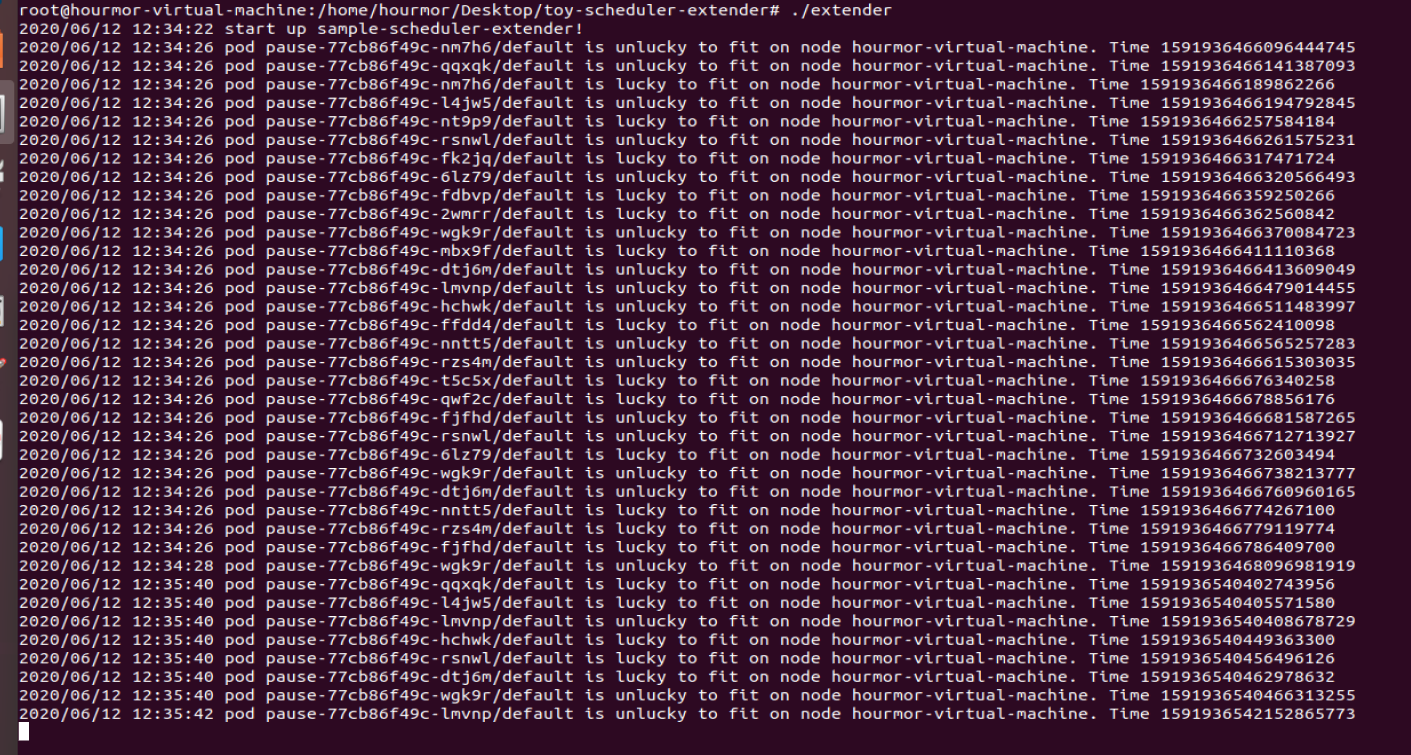 root@hourmor-virtual-machine:/home/hourmor/Desktop/toy-scheduler-extender# ./extender
2020/06/12 12:34:22 start up sample-scheduler-extender!
2020/06/12 12:34:26 pod pause-77cb86f49c-nm7h6/default is unlucky to fit on node hourmor-virtual-machine. Time 1591936466096444745
2020/06/12 12:34:26 pod pause-77cb86f49c-qqxqk/default is unlucky to fit on node hourmor-virtual-machine. Time 1591936466141387093
2020/06/12 12:34:26 pod pause-77cb86f49c-nm7h6/default is lucky to fit on node hourmor-virtual-machine. Time 1591936466189862266
2020/06/12 12:34:26 pod pause-77cb86f49c-l4jw5/default is unlucky to fit on node hourmor-virtual-machine. Time 1591936466194792845
2020/06/12 12:34:26 pod pause-77cb86f49c-nt9p9/default is lucky to fit on node hourmor-virtual-machine. Time 1591936466257584184
2020/06/12 12:34:26 pod pause-77cb86f49c-rsnwl/default is unlucky to fit on node hourmor-virtual-machine. Time 1591936466261575231
2020/06/12 12:34:26 pod pause-77cb86f49c-fk2jq/default is lucky to fit on node hourmor-virtual-machine. Time 1591936466317471724
2020/06/12 12:34:26 pod pause-77cb86f49c-6lz79/default is unlucky to fit on node hourmor-virtual-machine. Time 1591936466320566493
2020/06/12 12:34:26 pod pause-77cb86f49c-fdbvp/default is lucky to fit on node hourmor-virtual-machine. Time 1591936466359250266
2020/06/12 12:34:26 pod pause-77cb86f49c-2wmrr/default is lucky to fit on node hourmor-virtual-machine. Time 1591936466362560842
2020/06/12 12:34:26 pod pause-77cb86f49c-wgk9r/default is unlucky to fit on node hourmor-virtual-machine. Time 1591936466370084723
2020/06/12 12:34:26 pod pause-77cb86f49c-mbx9f/default is lucky to fit on node hourmor-virtual-machine. Time 1591936466411110368
2020/06/12 12:34:26 pod pause-77cb86f49c-dtj6m/default is unlucky to fit on node hourmor-virtual-machine. Time 1591936466413609049
2020/06/12 12:34:26 pod pause-77cb86f49c-lmvnp/default is unlucky to fit on node hourmor-virtual-machine. Time 1591936466479014455
2020/06/12 12:34:26 pod pause-77cb86f49c-hchwk/default is unlucky to fit on node hourmor-virtual-machine. Time 1591936466511483997
2020/06/12 12:34:26 pod pause-77cb86f49c-ffdd4/default is lucky to fit on node hourmor-virtual-machine. Time 1591936466562410098
2020/06/12 12:34:26 pod pause-77cb86f49c-nntt5/default is unlucky to fit on node hourmor-virtual-machine. Time 1591936466565257283
2020/06/12 12:34:26 pod pause-77cb86f49c-rzs4m/default is unlucky to fit on node hourmor-virtual-machine. Time 1591936466615303035
2020/06/12 12:34:26 pod pause-77cb86f49c-t5c5x/default is lucky to fit on node hourmor-virtual-machine. Time 1591936466676340258
2020/06/12 12:34:26 pod pause-77cb86f49c-qwf2c/default is lucky to fit on node hourmor-virtual-machine. Time 1591936466678856176
2020/06/12 12:34:26 pod pause-77cb86f49c-fjfhd/default is unlucky to fit on node hourmor-virtual-machine. Time 1591936466681587265
2020/06/12 12:34:26 pod pause-77cb86f49c-rsnwl/default is unlucky to fit on node hourmor-virtual-machine. Time 1591936466712713927
2020/06/12 12:34:26 pod pause-77cb86f49c-6lz79/default is lucky to fit on node hourmor-virtual-machine. Time 1591936466732603494
2020/06/12 12:34:26 pod pause-77cb86f49c-wgk9r/default is unlucky to fit on node hourmor-virtual-machine. Time 1591936466738213777
2020/06/12 12:34:26 pod pause-77cb86f49c-dtj6m/default is unlucky to fit on node hourmor-virtual-machine. Time 1591936466760960165
2020/06/12 12:34:26 pod pause-77cb86f49c-nntt5/default is lucky to fit on node hourmor-virtual-machine. Time 1591936466774267100
2020/06/12 12:34:26 pod pause-77cb86f49c-rzs4m/default is lucky to fit on node hourmor-virtual-machine. Time 1591936466779119774
2020/06/12 12:34:26 pod pause-77cb86f49c-fjfhd/default is lucky to fit on node hourmor-virtual-machine. Time 1591936466786409700
2020/06/12 12:34:28 pod pause-77cb86f49c-wgk9r/default is unlucky to fit on node hourmor-virtual-machine. Time 1591936468096981919
2020/06/12 12:35:40 pod pause-77cb86f49c-qqxqk/default is lucky to fit on node hourmor-virtual-machine. Time 1591936540402743956
2020/06/12 12:35:40 pod pause-77cb86f49c-l4jw5/default is lucky to fit on node hourmor-virtual-machine. Time 1591936540405571580
2020/06/12 12:35:40 pod pause-77cb86f49c-lmvnp/default is unlucky to fit on node hourmor-virtual-machine. Time 1591936540408678729
2020/06/12 12:35:40 pod pause-77cb86f49c-hchwk/default is lucky to fit on node hourmor-virtual-machine. Time 1591936540449363300
2020/06/12 12:35:40 pod pause-77cb86f49c-rsnwl/default is lucky to fit on node hourmor-virtual-machine. Time 1591936540456496126
2020/06/12 12:35:40 pod pause-77cb86f49c-dtj6m/default is lucky to fit on node hourmor-virtual-machine. Time 1591936540462978632
2020/06/12 12:35:40 pod pause-77cb86f49c-wgk9r/default is unlucky to fit on node hourmor-virtual-machine. Time 1591936540466313255
2020/06/12 12:35:42 pod pause-77cb86f49c-lmvnp/default is unlucky to fit on node hourmor-virtual-machine. Time 1591936542152865773